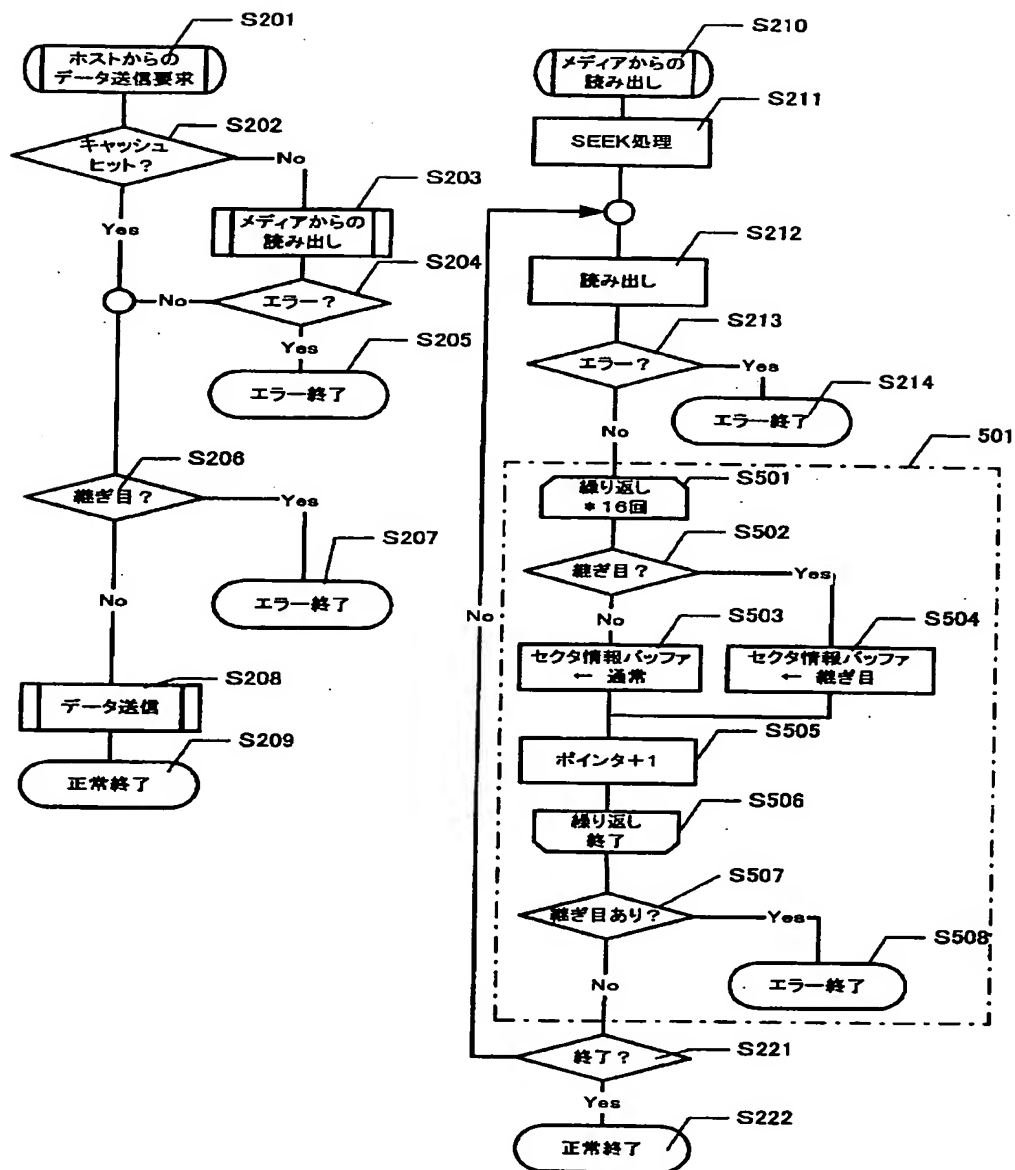 S201
ホストからの
データ送信要求
S202
キャッシュ
ヒット?
No
Yes
S203
メディアからの
読み出し
S204
エラー?
No
Yes
S205
エラー終了
S206
継ぎ目?
Yes
S207
エラー終了
No
S208
データ送信
S209
正常終了
S210
メディアからの
読み出し
S211
SEEK処理
S212
読み出し
S213
エラー?
Yes
S214
エラー終了
No
501
S501
繰り返し
*16回
S502
継ぎ目?
Yes
No
S503
セクタ情報バッファ
← 通常
S504
セクタ情報バッファ
← 継ぎ目
S505
ポインタ+1
S506
繰り返し
終了
S507
継ぎ目あり?
Yes
S508
エラー終了
No
S221
終了?
No
Yes
S222
正常終了